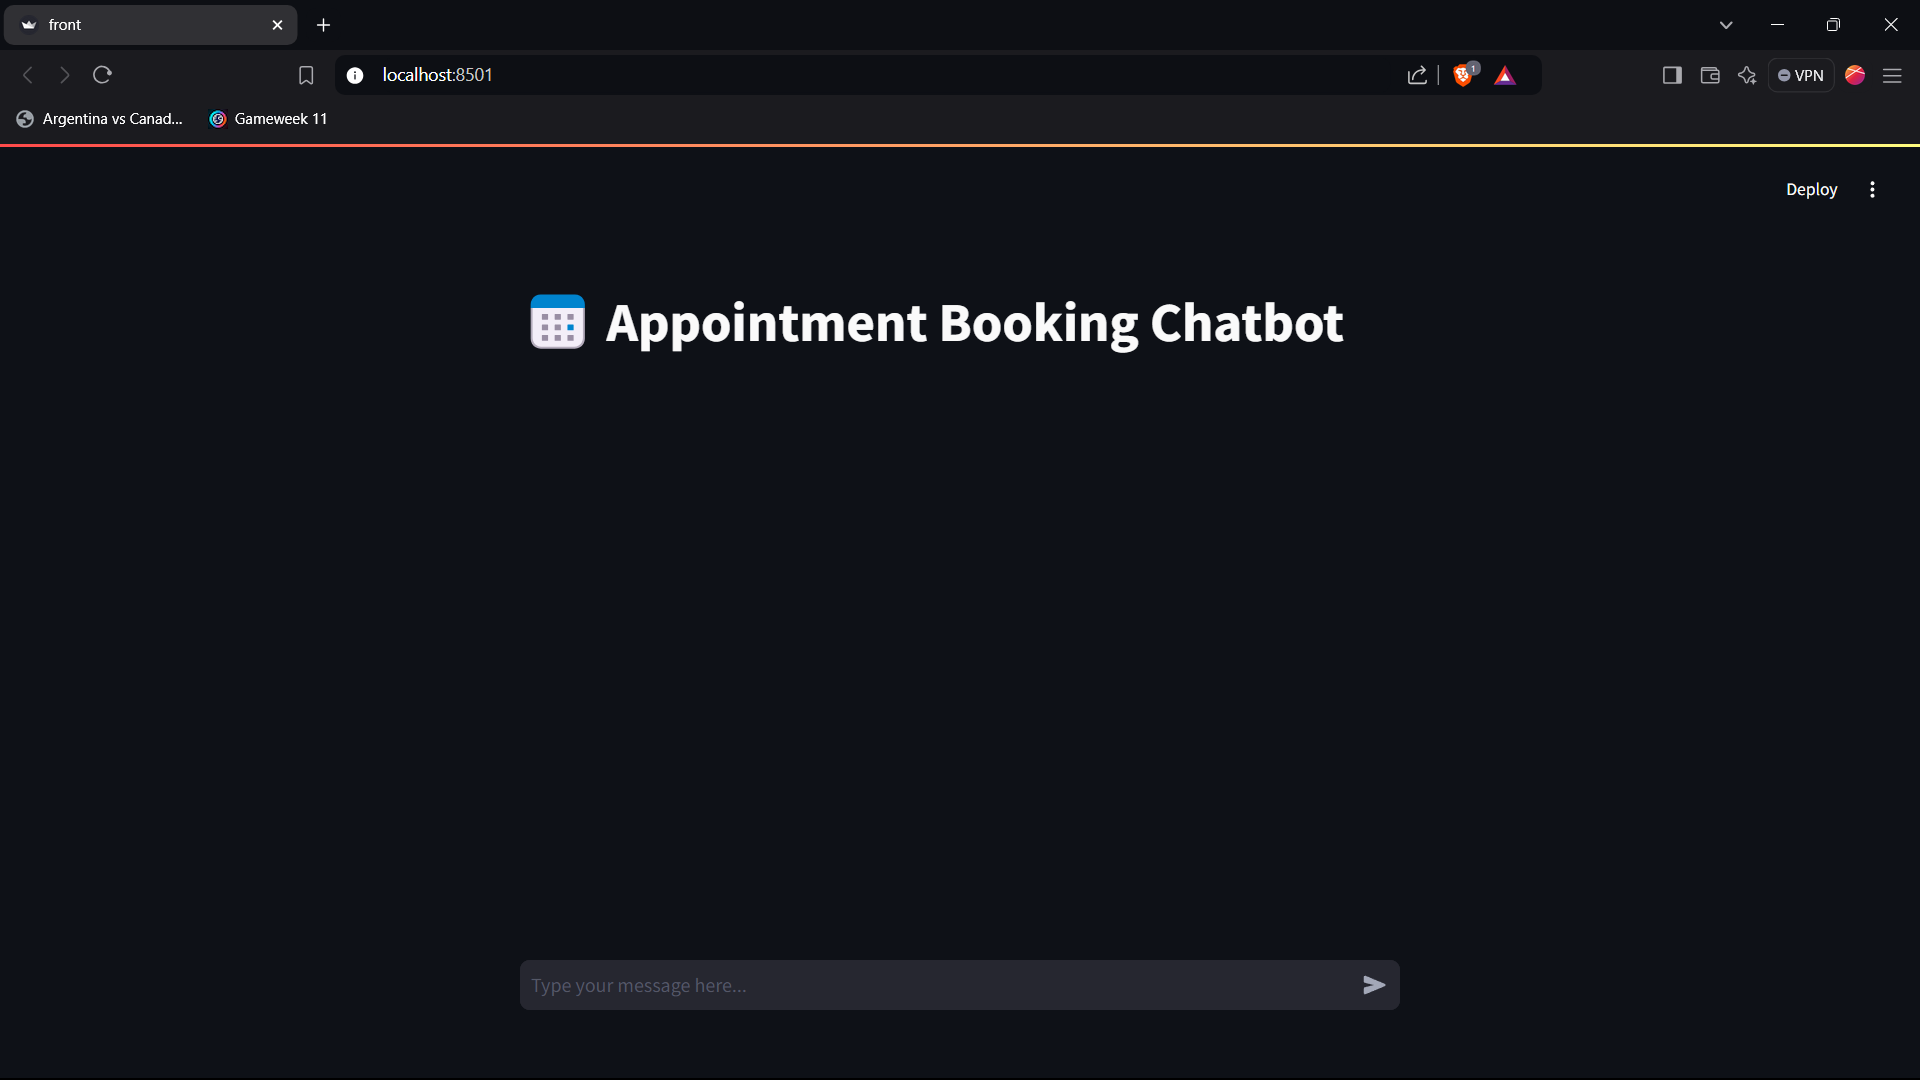 front
localhost:8501
1
VPN
Argentina vs Canad...
Gameweek 11
Deploy
Appointment Booking Chatbot
Type your message here...